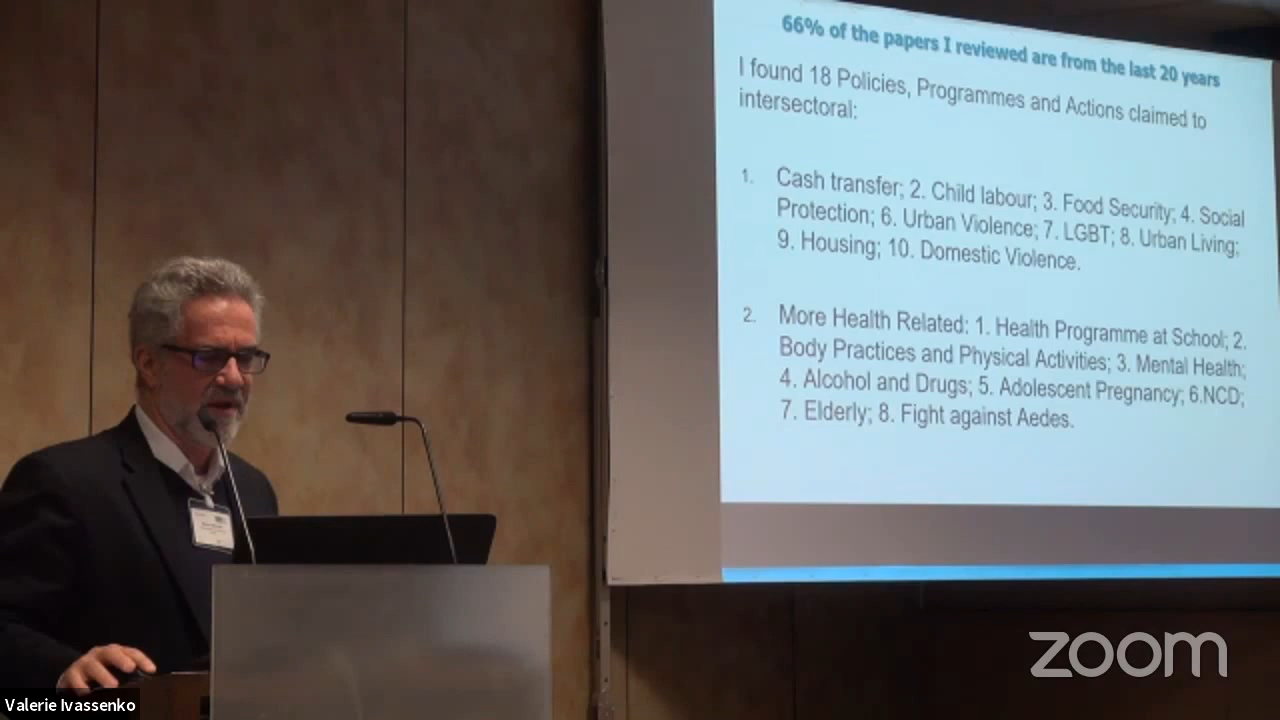 66% of the papers I reviewed are from the last 20 years
I found 18 Policies, Programmes and Actions claimed to
intersectoral:
1. Cash transfer; 2. Child labour; 3. Food Security; 4. Social
Protection; 6. Urban Violence; 7. LGBT; 8. Urban Living;
9. Housing; 10. Domestic Violence.
2. More Health Related: 1. Health Programme at School; 2.
Body Practices and Physical Activities; 3. Mental Health;
4. Alcohol and Drugs; 5. Adolescent Pregnancy; 6.NCD;
7. Elderly; 8. Fight against Aedes.
zoom
Valerie Ivassenko